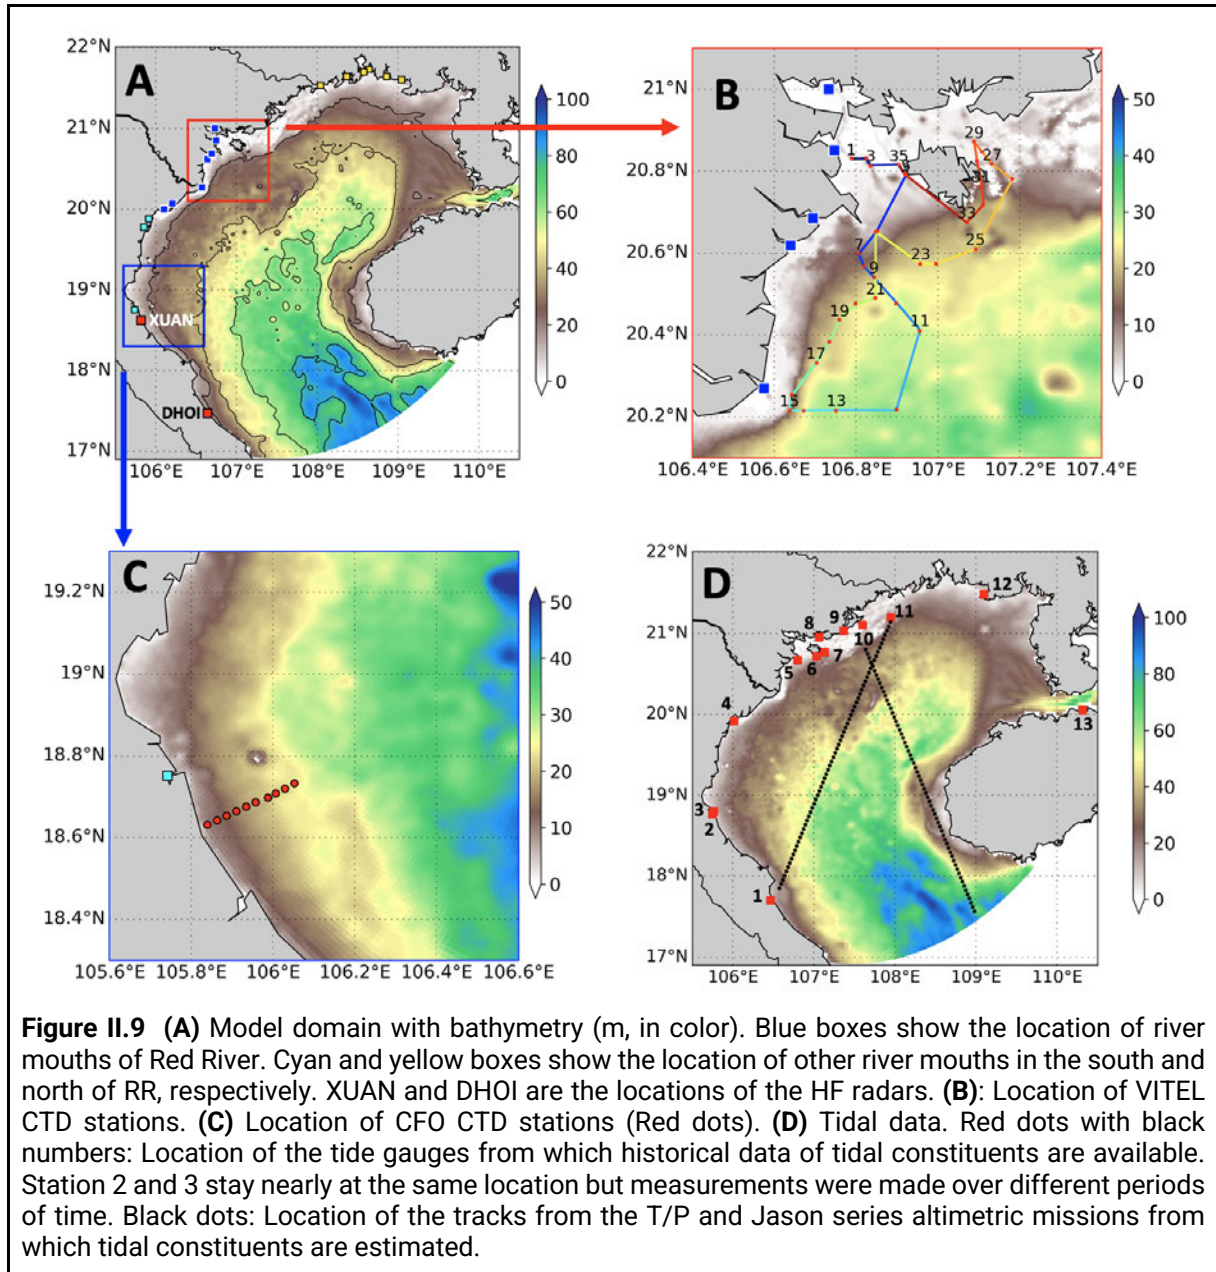 22°N
21°N
20°N
19°N
18°N
17°N
106°E 107°E 108°E 109°E 110°E
A
XUAN
DHOI
100
80
60
40
20
0
B
21°N
20.8°N
20.6°N
20.4°N
20.2°N
106.4°E 106.6°E 106.8°E 107°E 107.2°E 107.4°E
1 3 35 29
27
31
33
7 23 25
9
21
19 11
17
15 13
50
40
30
20
10
0
C
19.2°N
19°N
18.8°N
18.6°N
18.4°N
105.6°E 105.8°E 106°E 106.2°E 106.4°E 106.6°E
50
40
30
20
10
0
D
22°N
21°N
20°N
19°N
18°N
17°N
106°E 107°E 108°E 109°E 110°E
12
11
9
8 10
7
6
5
4
13
3
2
1
100
80
60
40
20
0
Figure II.9 (A) Model domain with bathymetry (m, in color). Blue boxes show the location of river
mouths of Red River. Cyan and yellow boxes show the location of other river mouths in the south and
north of RR, respectively. XUAN and DHOI are the locations of the HF radars. (B): Location of VITEL
CTD stations. (C) Location of CFO CTD stations (Red dots). (D) Tidal data. Red dots with black
numbers: Location of the tide gauges from which historical data of tidal constituents are available.
Station 2 and 3 stay nearly at the same location but measurements were made over different periods
of time. Black dots: Location of the tracks from the T/P and Jason series altimetric missions from
which tidal constituents are estimated.